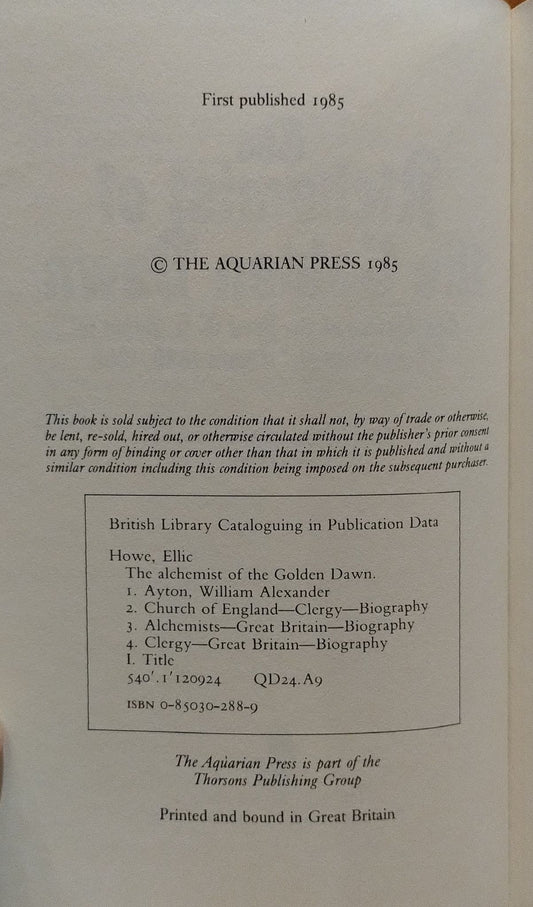 First published 1985
© THE AQUARIAN PRESS 1985
This book is sold subject to the condition that it shall not, by way of trade or otherwise,
be lent, re-sold, hired out, or otherwise circulated without the publisher's prior consent
in any form of binding or cover other than that in which it is published and without a
similar condition including this condition being imposed on the subsequent purchaser.
British Library Cataloguing in Publication Data
Howe, Ellic
The alchemist of the Golden Dawn.
1. Ayton, William Alexander
2. Church of England—Clergy—Biography
3. Alchemists—Great Britain—Biography
4. Clergy—Great Britain—Biography
I. Title
540'.1'120924 QD24.A9
ISBN 0-85030-288-9
The Aquarian Press is part of the
Thorsons Publishing Group
Printed and bound in Great Britain